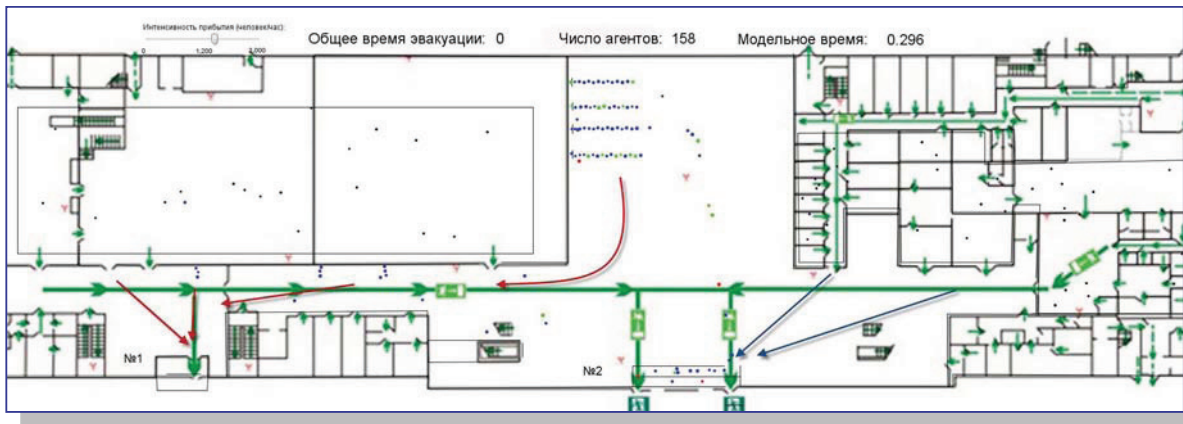 Интенсивность прибытия (человек/час):
0 1,200 2,000
Общее время эвакуации: 0 Число агентов: 158 Модельное время: 0.296
№1
№2